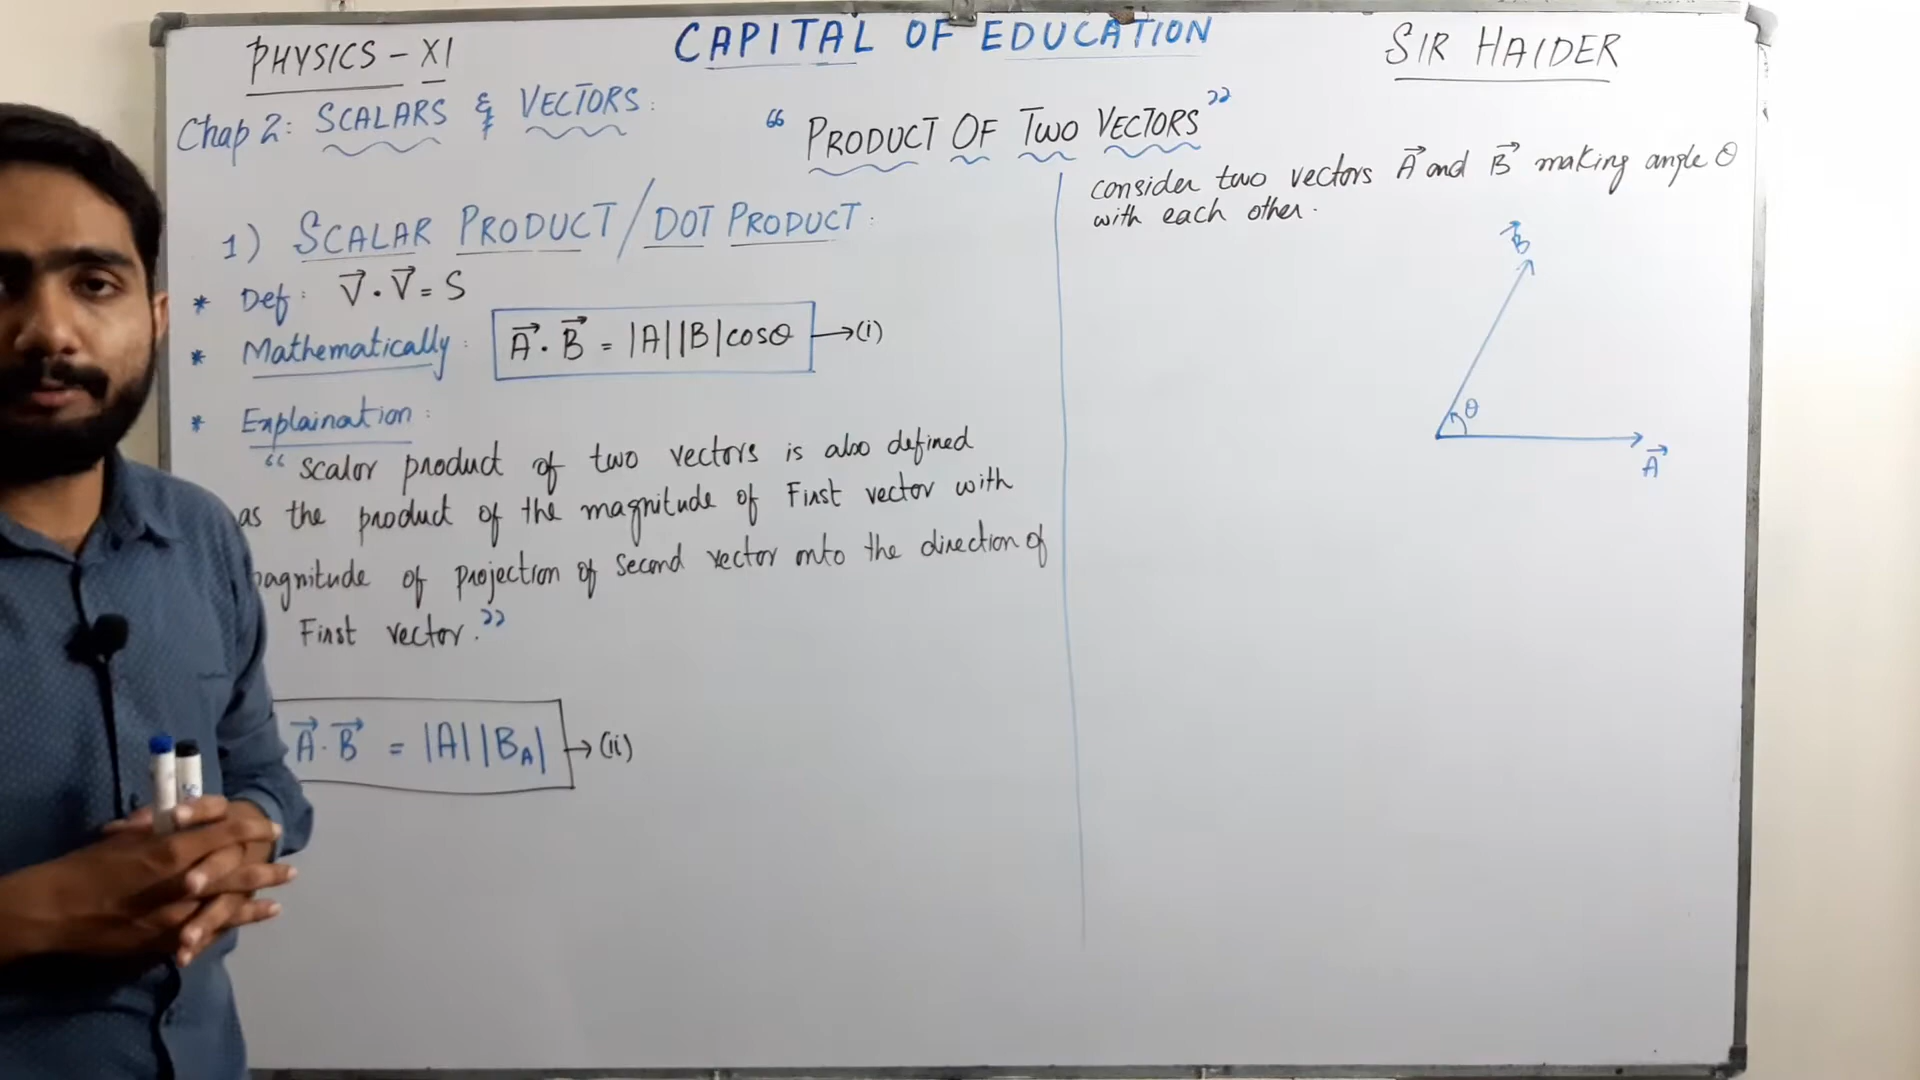 PHYSICS - XI
CAPITAL OF EDUCATION
SIR HAIDER
Chap 2: SCALARS & VECTORS:
"PRODUCT OF TWO VECTORS"
1) SCALAR PRODUCT / DOT PRODUCT:
* Def: V⃗ . V⃗ = S
* Mathematically: A⃗ . B⃗ = |A||B|cosθ →(i)
* Explaination:
"scalar product of two vectors is also defined
as the product of the magnitude of First vector with
magnitude of projection of second vector onto the direction of
First vector."
A⃗ . B⃗ = |A||B_A| →(ii)
consider two vectors A⃗ and B⃗ making angle θ
with each other.
B⃗
θ
A⃗